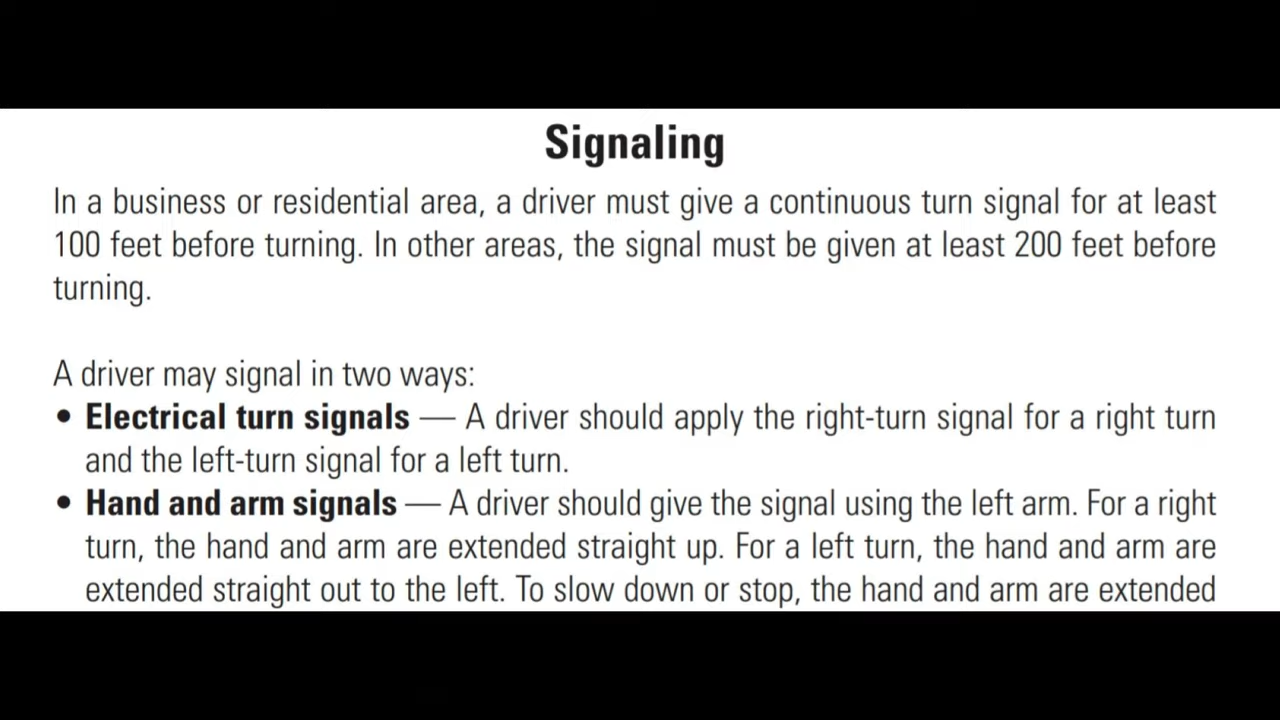 Signaling
In a business or residential area, a driver must give a continuous turn signal for at least
100 feet before turning. In other areas, the signal must be given at least 200 feet before
turning.
A driver may signal in two ways:
• Electrical turn signals — A driver should apply the right-turn signal for a right turn
and the left-turn signal for a left turn.
• Hand and arm signals — A driver should give the signal using the left arm. For a right
turn, the hand and arm are extended straight up. For a left turn, the hand and arm are
extended straight out to the left. To slow down or stop, the hand and arm are extended